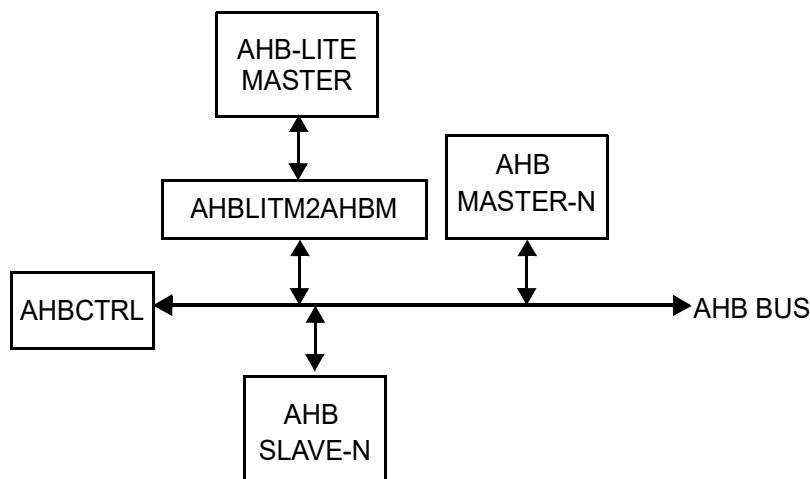 AHB-LITE
MASTER
AHB
MASTER-N
AHBLITM2AHBM
AHBCTRL
AHB BUS
AHB
SLAVE-N